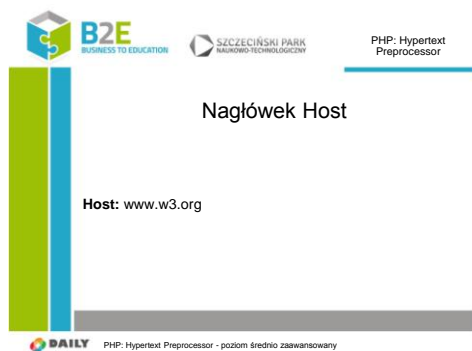 B2E
BUSINESS TO EDUCATION
SZCZECIŃSKI PARK
NAUKOWO-TECHNOLOGICZNY
PHP: Hypertext
Preprocessor
Nagłówek Host
Host: www.w3.org
DAILY
PHP: Hypertext Preprocessor - poziom średnio zaawansowany